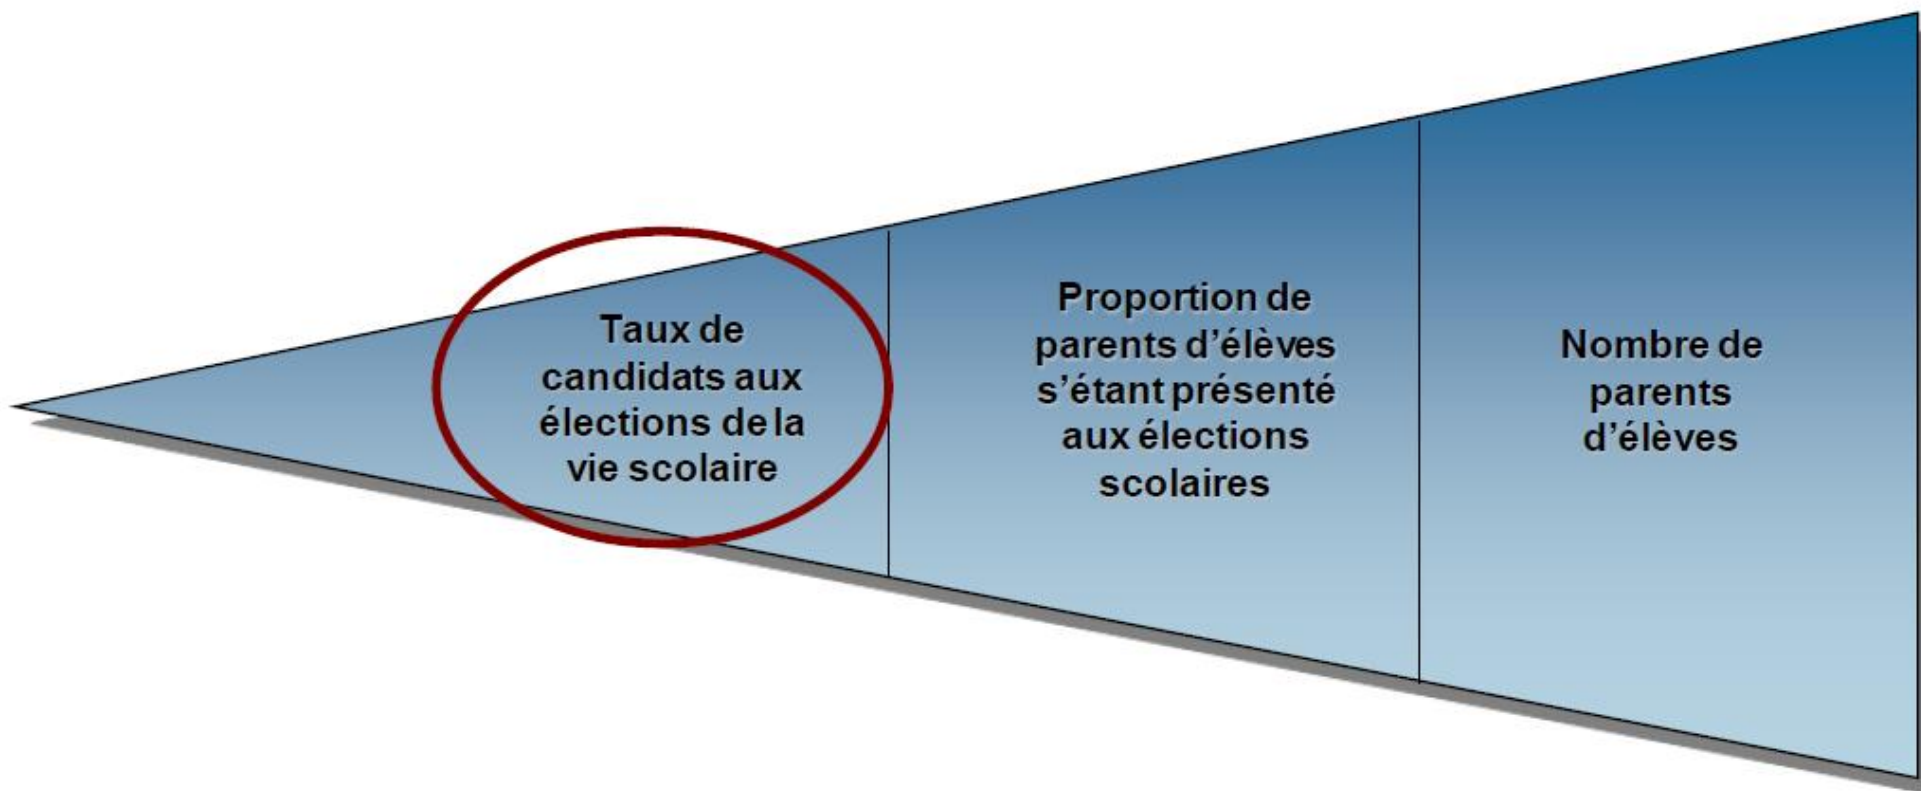 Taux de
candidats aux
élections de la
vie scolaire
Proportion de
parents d'élèves
s'étant présenté
aux élections
scolaires
Nombre de
parents
d'élèves